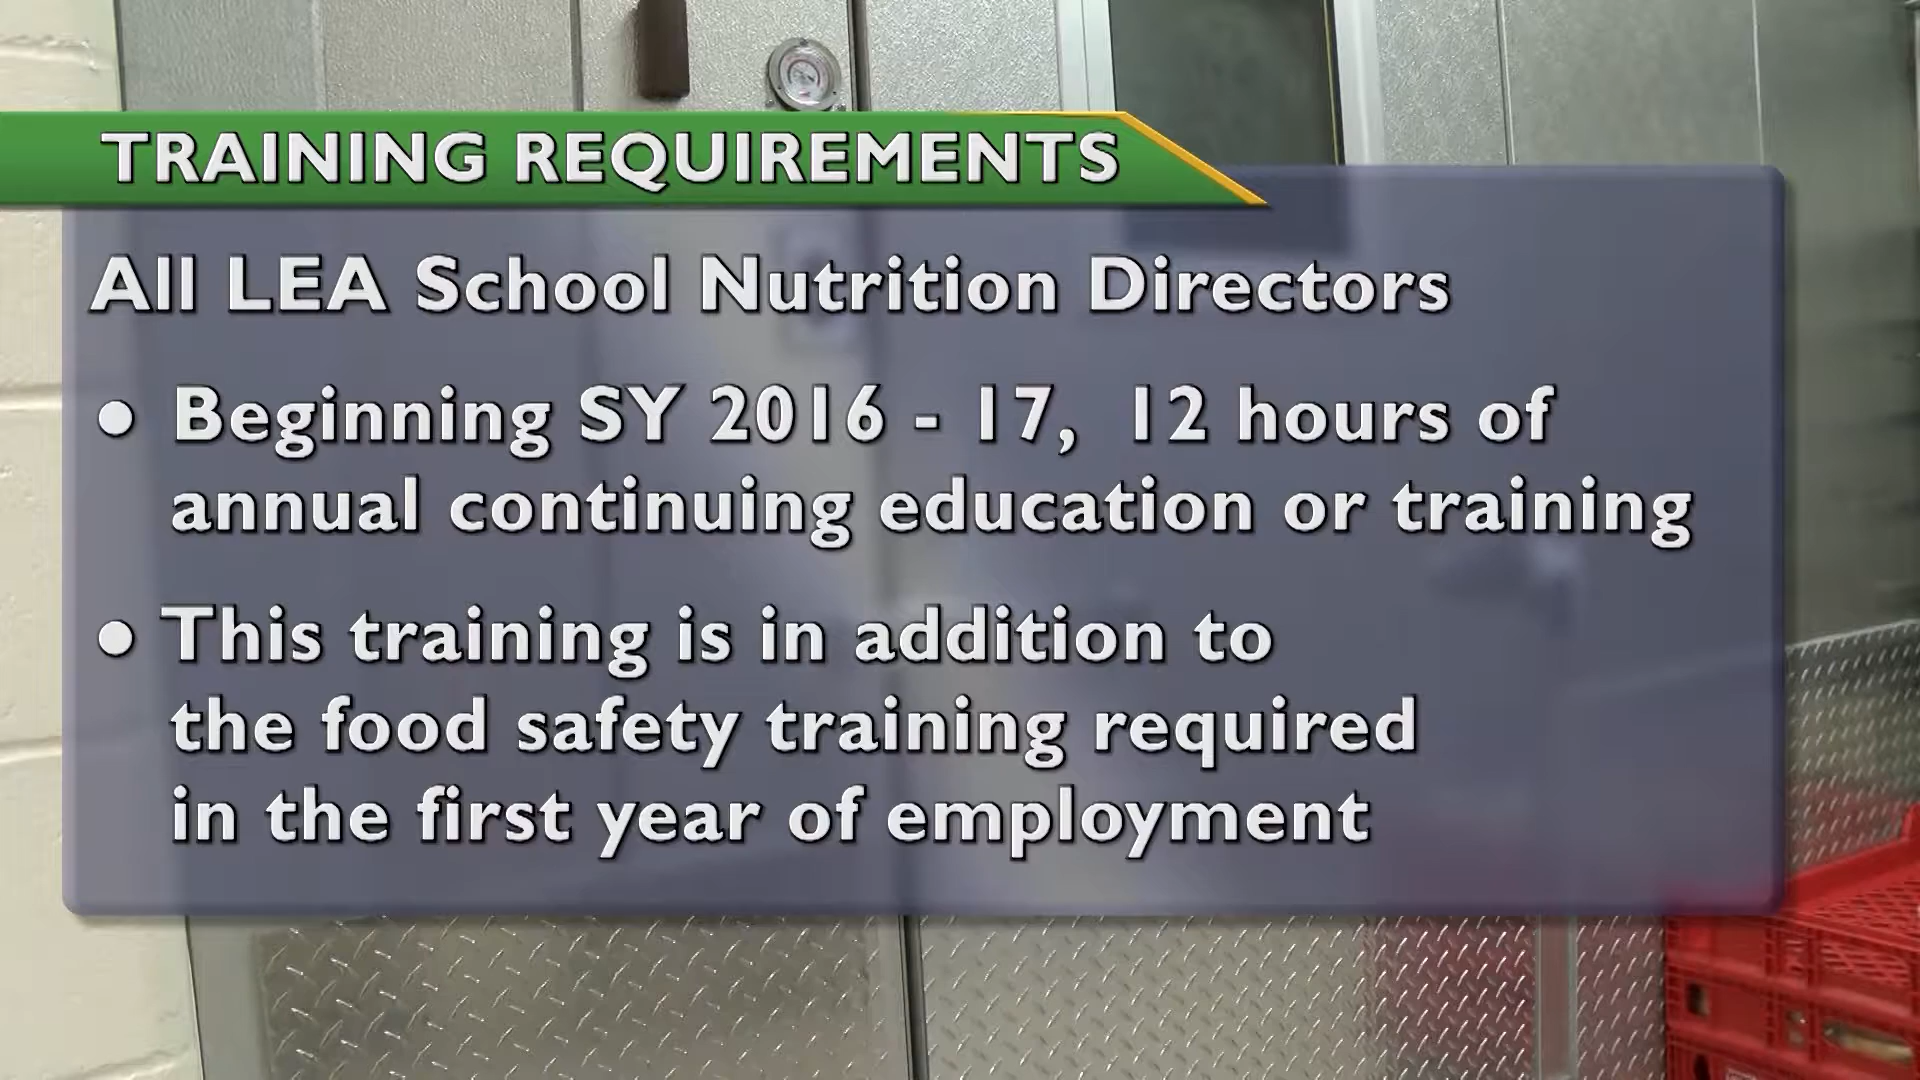 TRAINING REQUIREMENTS
All LEA School Nutrition Directors
• Beginning SY 2016 - 17, 12 hours of
annual continuing education or training
• This training is in addition to
the food safety training required
in the first year of employment